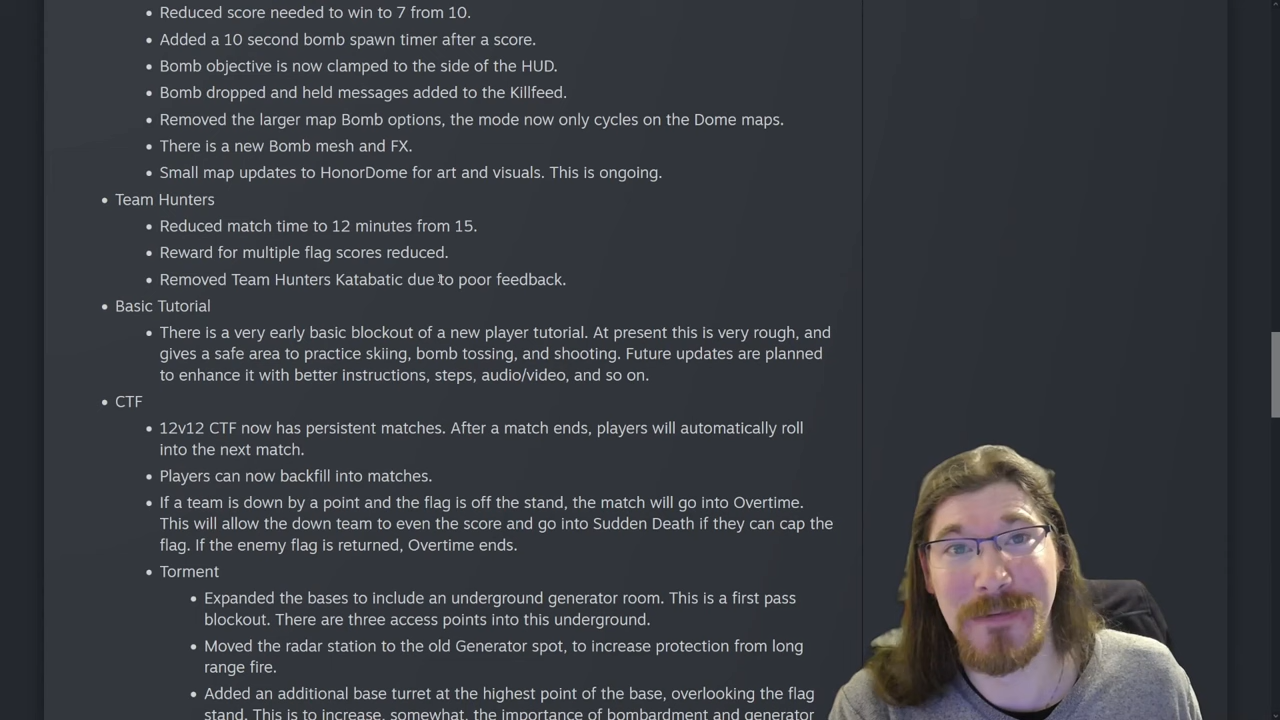 Reduced score needed to win to 7 from 10.
Added a 10 second bomb spawn timer after a score.
Bomb objective is now clamped to the side of the HUD.
Bomb dropped and held messages added to the Killfeed.
Removed the larger map Bomb options, the mode now only cycles on the Dome maps.
There is a new Bomb mesh and FX.
Small map updates to HonorDome for art and visuals. This is ongoing.
Team Hunters
Reduced match time to 12 minutes from 15.
Reward for multiple flag scores reduced.
Removed Team Hunters Katabatic due to poor feedback.
Basic Tutorial
There is a very early basic blockout of a new player tutorial. At present this is very rough, and
gives a safe area to practice skiing, bomb tossing, and shooting. Future updates are planned
to enhance it with better instructions, steps, audio/video, and so on.
CTF
12v12 CTF now has persistent matches. After a match ends, players will automatically roll
into the next match.
Players can now backfill into matches.
If a team is down by a point and the flag is off the stand, the match will go into Overtime.
This will allow the down team to even the score and go into Sudden Death if they can cap the
flag. If the enemy flag is returned, Overtime ends.
Torment
Expanded the bases to include an underground generator room. This is a first pass
blockout. There are three access points into this underground.
Moved the radar station to the old Generator spot, to increase protection from long
range fire.
Added an additional base turret at the highest point of the base, overlooking the flag
stand. This is to increase, somewhat, the importance of bombardment and generator